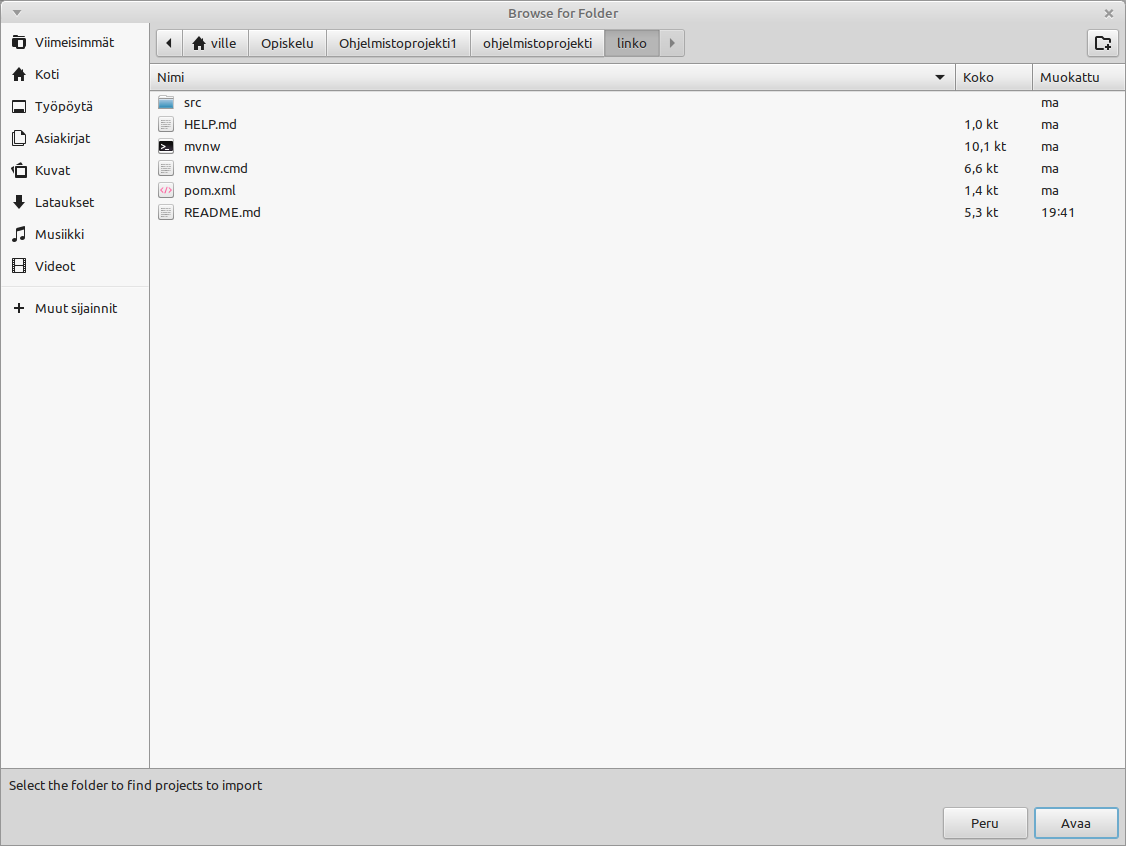 Browse for Folder
Viimeisimmät
Koti
Työpöytä
Asiakirjat
Kuvat
Lataukset
Musiikki
Videot
Muut sijainnit
ville Opiskelu Ohjelmistoprojekti1 ohjelmistoprojekti linko
Nimi Koko Muokattu
src ma
HELP.md 1,0 kt ma
mvnw 10,1 kt ma
mvnw.cmd 6,6 kt ma
pom.xml 1,4 kt ma
README.md 5,3 kt 19:41
Select the folder to find projects to import
Peru Avaa